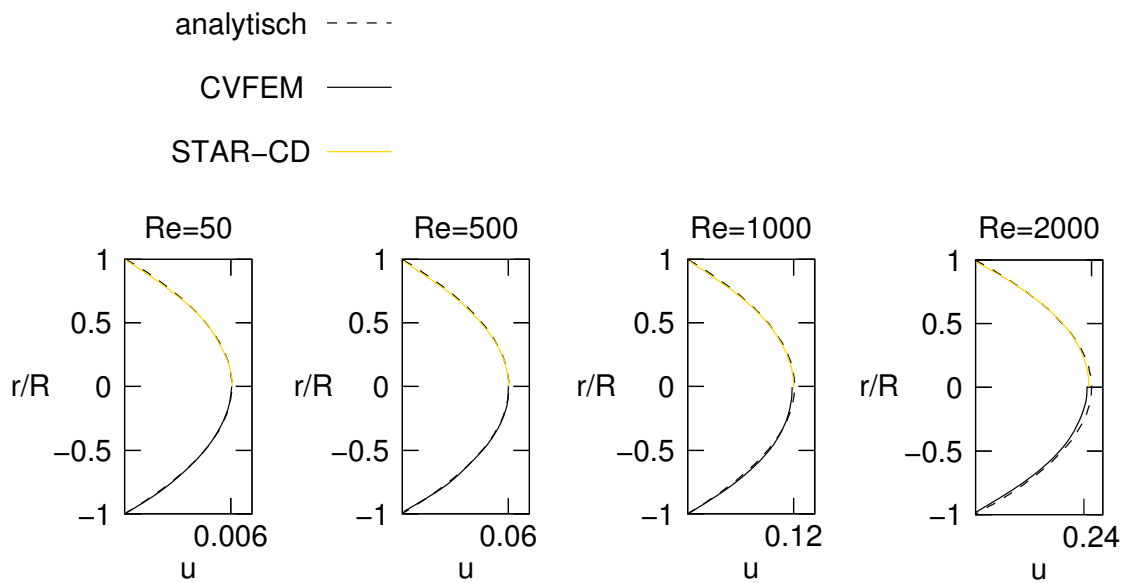 analytisch
CVFEM
STAR−CD
Re=50 Re=500 Re=1000 Re=2000
1 1 1 1
0.5 0.5 0.5 0.5
r/R 0 r/R 0 r/R 0 r/R 0
−0.5 −0.5 −0.5 −0.5
−1 −1 −1 −1
0.006 0.06 0.12 0.24
u u u u